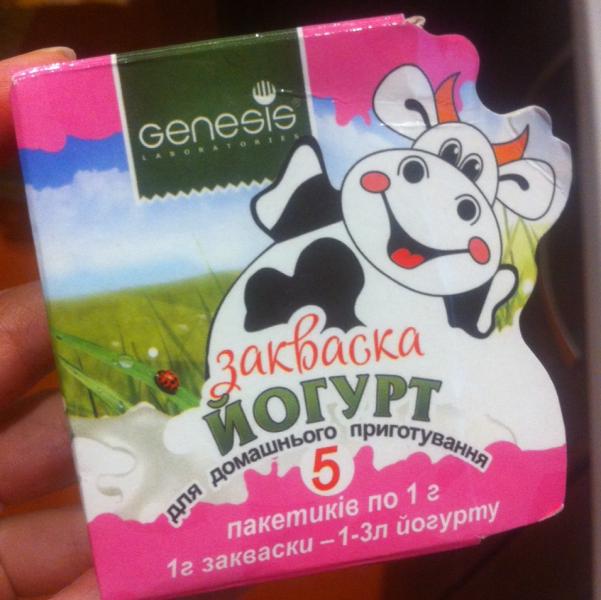 Genesis
LABORATORIES
закваска
ЙОГУРТ
для домашнього приготування
5
пакетиків по 1 г
1г закваски – 1-3л йогурту